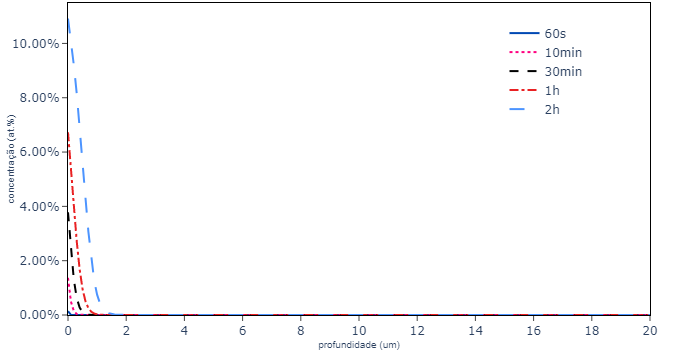 10.00%
8.00%
6.00%
4.00%
2.00%
0.00%
concentração (at.%)
60s
10min
30min
1h
2h
0 2 4 6 8 10 12 14 16 18 20
profundidade (um)